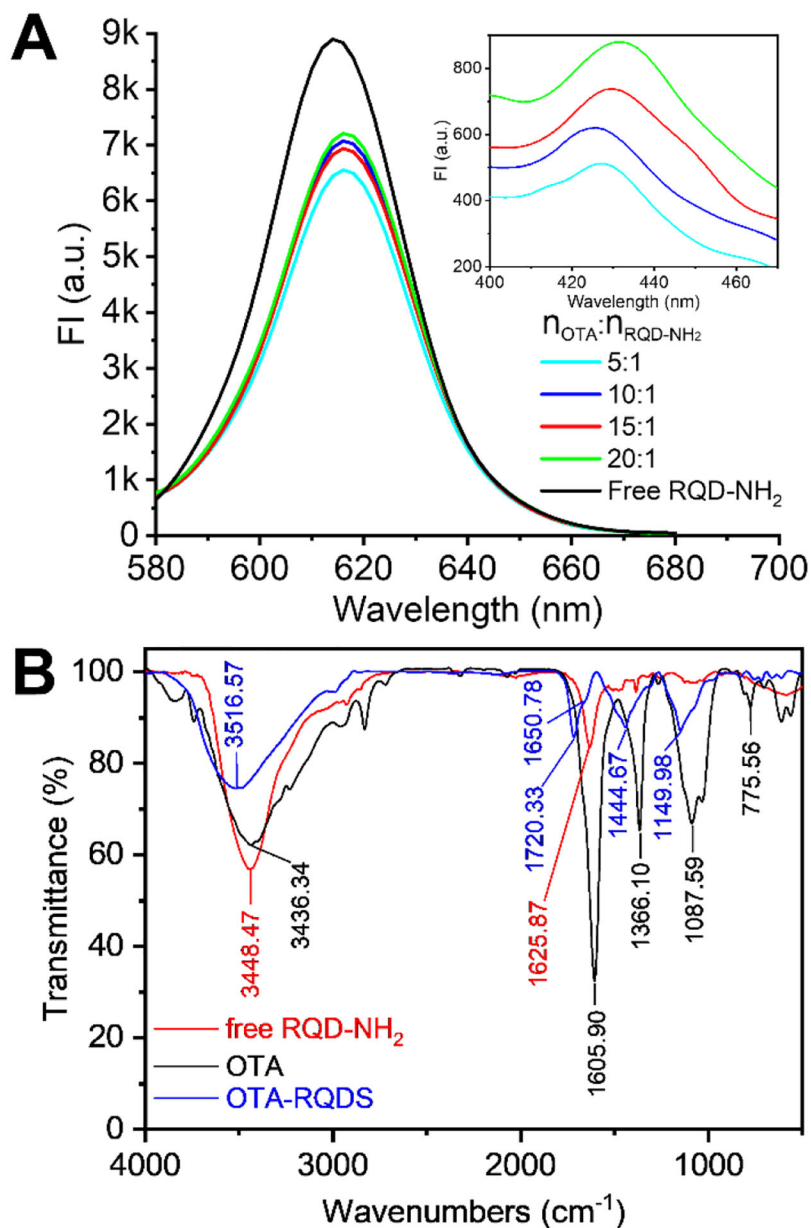 A
9k
8k
7k
6k
5k
4k
3k
2k
1k
0
FI (a.u.)
580 600 620 640 660 680 700
Wavelength (nm)
800
600
400
200
FI (a.u.)
400 420 440 460
Wavelength (nm)
nOTA:nRQD-NH₂
5:1
10:1
15:1
20:1
Free RQD-NH₂
B
100
80
60
40
20
0
Transmittance (%)
3516.57
3448.47
3436.34
1720.33
1650.78
1625.87
1605.90
1444.67
1366.10
1149.98
1087.59
775.56
free RQD-NH₂
OTA
OTA-RQDS
4000 3000 2000 1000
Wavenumbers (cm⁻¹)